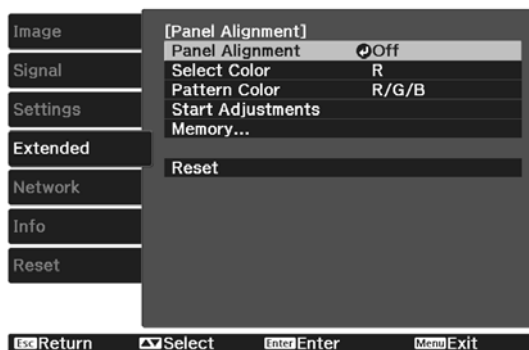 Image
Signal
Settings
Extended
Network
Info
Reset
[Panel Alignment]
Panel Alignment Off
Select Color R
Pattern Color R/G/B
Start Adjustments
Memory...
Reset
Esc Return Select Enter Enter Menu Exit